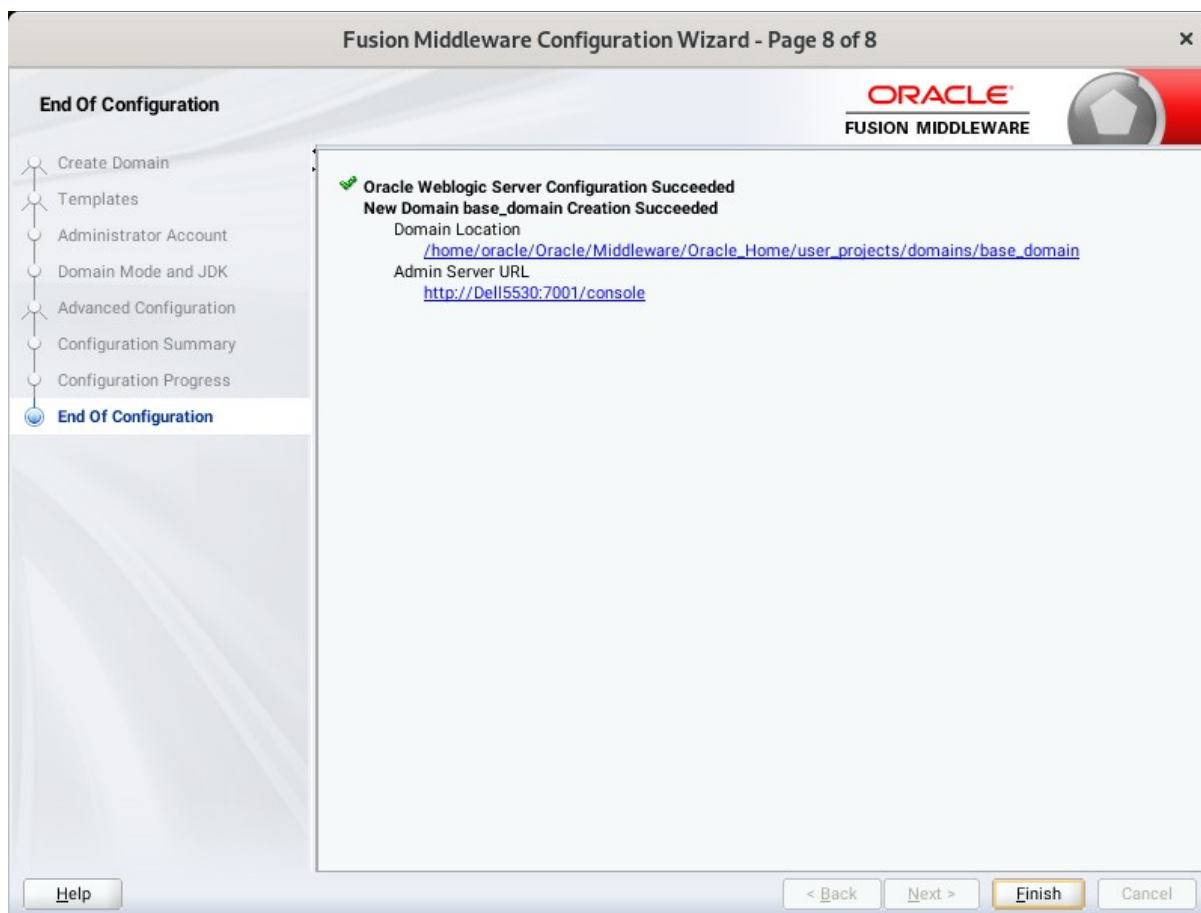 Fusion Middleware Configuration Wizard - Page 8 of 8
End Of Configuration
ORACLE
FUSION MIDDLEWARE
Create Domain
Templates
Administrator Account
Domain Mode and JDK
Advanced Configuration
Configuration Summary
Configuration Progress
End Of Configuration
Oracle Weblogic Server Configuration Succeeded
New Domain base_domain Creation Succeeded
Domain Location
/home/oracle/Oracle/Middleware/Oracle_Home/user_projects/domains/base_domain
Admin Server URL
http://Dell5530:7001/console
Help
< Back
Next >
Finish
Cancel